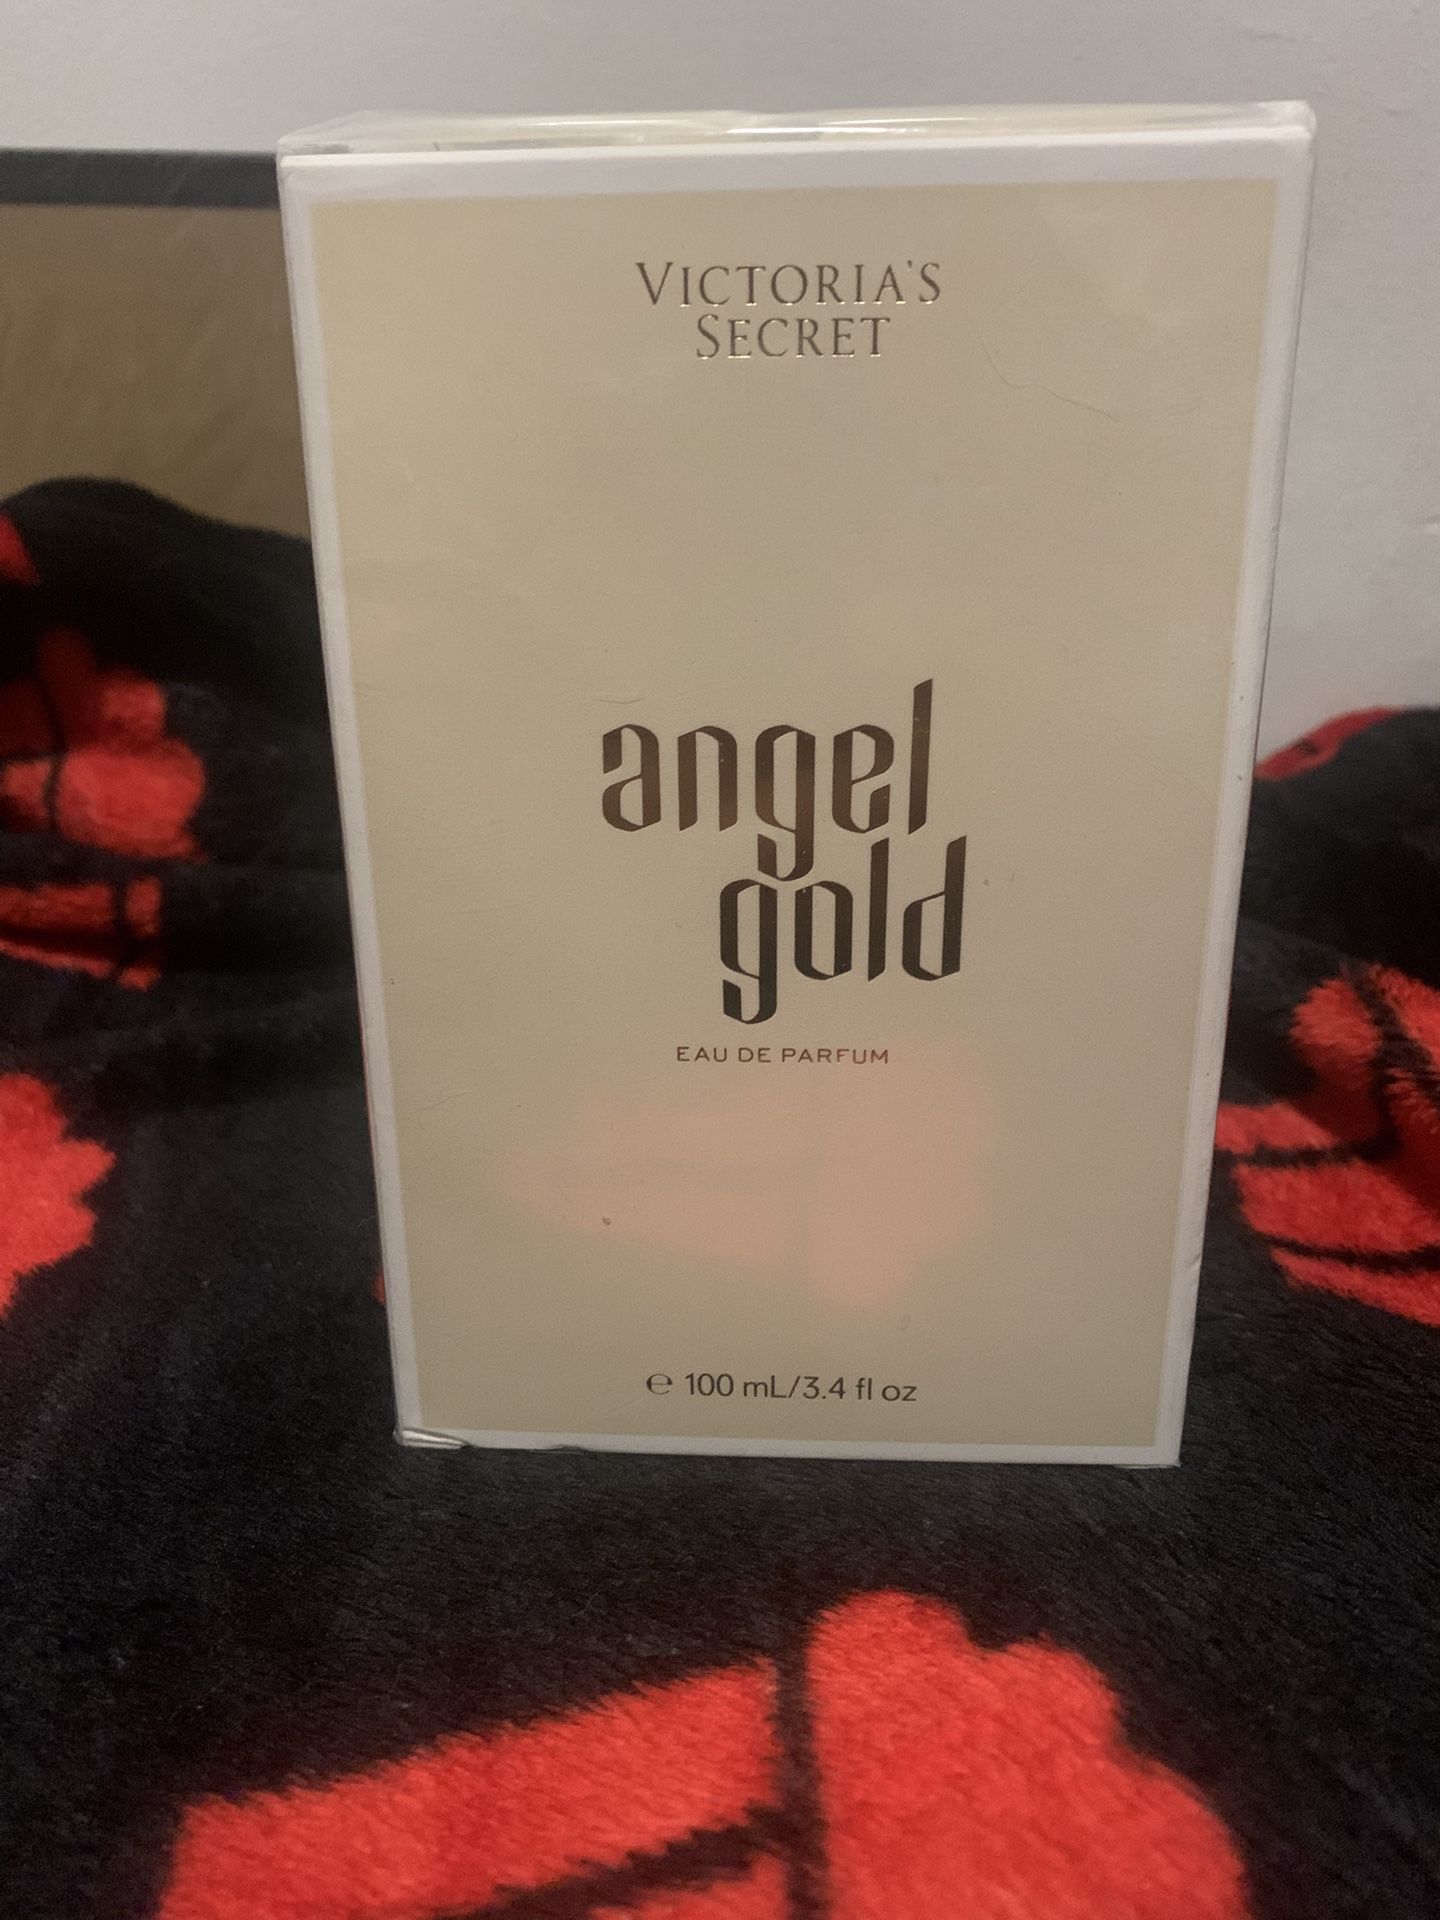 VICTORIA'S
SECRET
angel
gold
EAU DE PARFUM
℮ 100 mL/3.4 fl oz